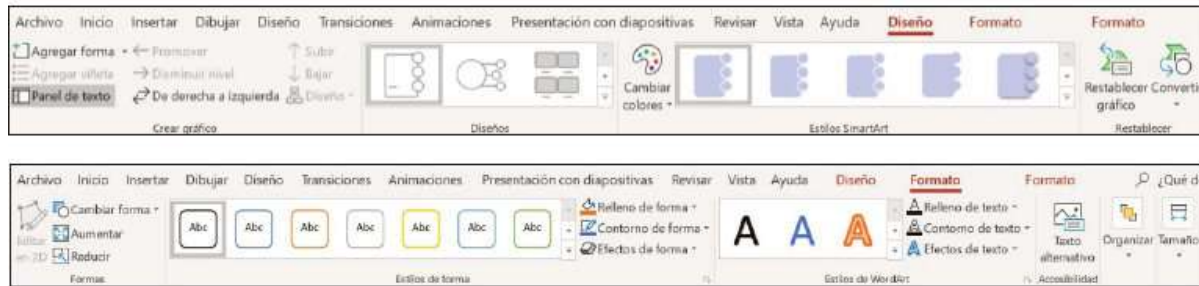 Archivo Inicio Insertar Dibujar Diseño Transiciones Animaciones Presentación con diapositivas Revisar Vista Ayuda Diseño Formato Formato
Agregar forma Promover Subir
Agregar viñeta Disminuir nivel Bajar
Panel de texto De derecha a izquierda Diseño
Cambiar colores
Restablecer gráfico
Crear gráfico Diseños Estilos SmartArt Restablecer
Archivo Inicio Insertar Dibujar Diseño Transiciones Animaciones Presentación con diapositivas Revisar Vista Ayuda Diseño Formato Formato ¿Qué d
Cambiar forma
Aumentar
Reducir
Editar en 2D
Abc Abc Abc Abc Abc Abc Abc
Relleno de forma
Contorno de forma
Efectos de forma
A A A
Relleno de texto
Contorno de texto
Efectos de texto
Texto alternativo
Organizar Tamaño
Formas Estilos de forma Estilos de WordArt Accesibilidad